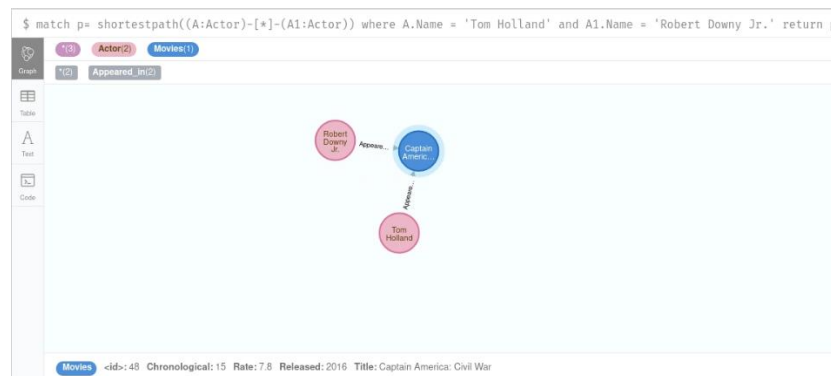 $ match p= shortestpath((A:Actor)-[*]-(A1:Actor)) where A.Name = 'Tom Holland' and A1.Name = 'Robert Downy Jr.' return
*(3) Actor(2) Movies(1)
Graph
*(2) Appeared_in(2)
Table
Text
Code
Robert
Downy
Jr.
Appeare...
Captain
Americ...
Appeare...
Tom
Holland
Movies <id>: 48 Chronological: 15 Rate: 7.8 Released: 2016 Title: Captain America: Civil War